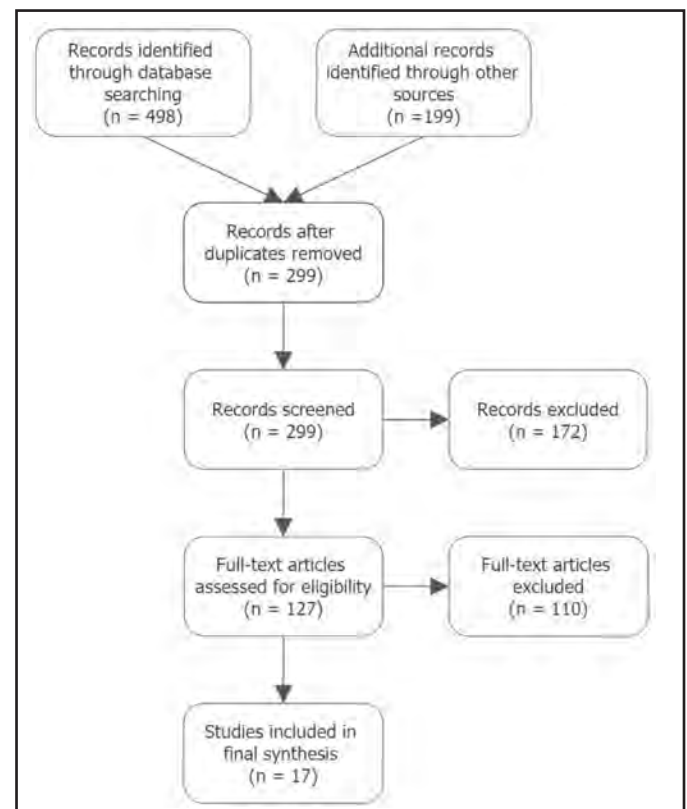 Records identified
through database
searching
(n = 498)
Additional records
identified through other
sources
(n =199)
Records after
duplicates removed
(n = 299)
Records screened
(n = 299)
Records excluded
(n = 172)
Full-text articles
assessed for eligibility
(n = 127)
Full-text articles
excluded
(n = 110)
Studies included in
final synthesis
(n = 17)